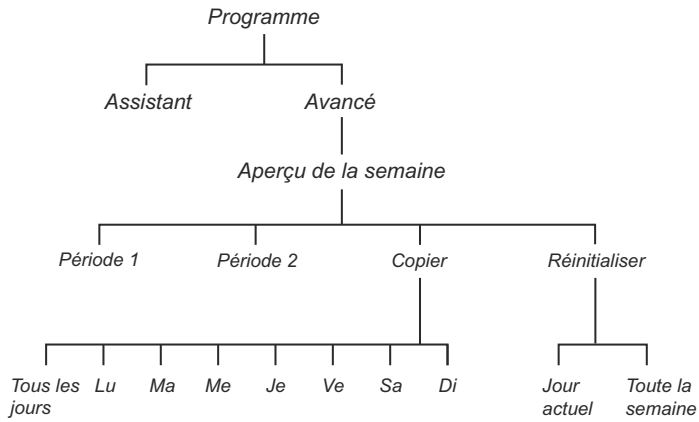 Programme
Assistant
Avancé
Aperçu de la semaine
Période 1
Période 2
Copier
Réinitialiser
Tous les
jours
Lu
Ma
Me
Je
Ve
Sa
Di
Jour
actuel
Toute la
semaine